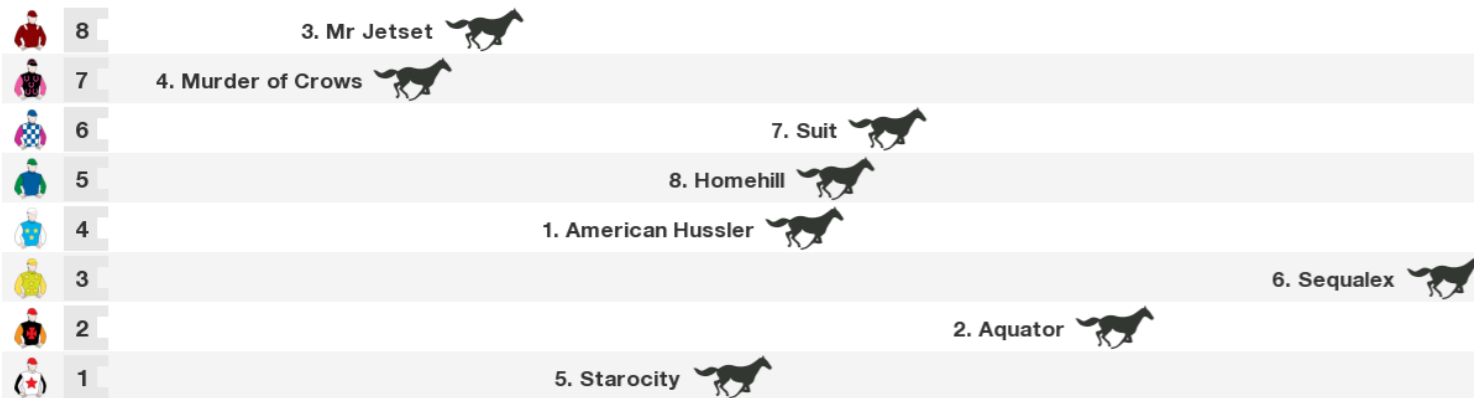 8 3. Mr Jetset
7 4. Murder of Crows
6 7. Suit
5 8. Homehill
4 1. American Hussler
3 6. Sequalex
2 2. Aquator
1 5. Starocity